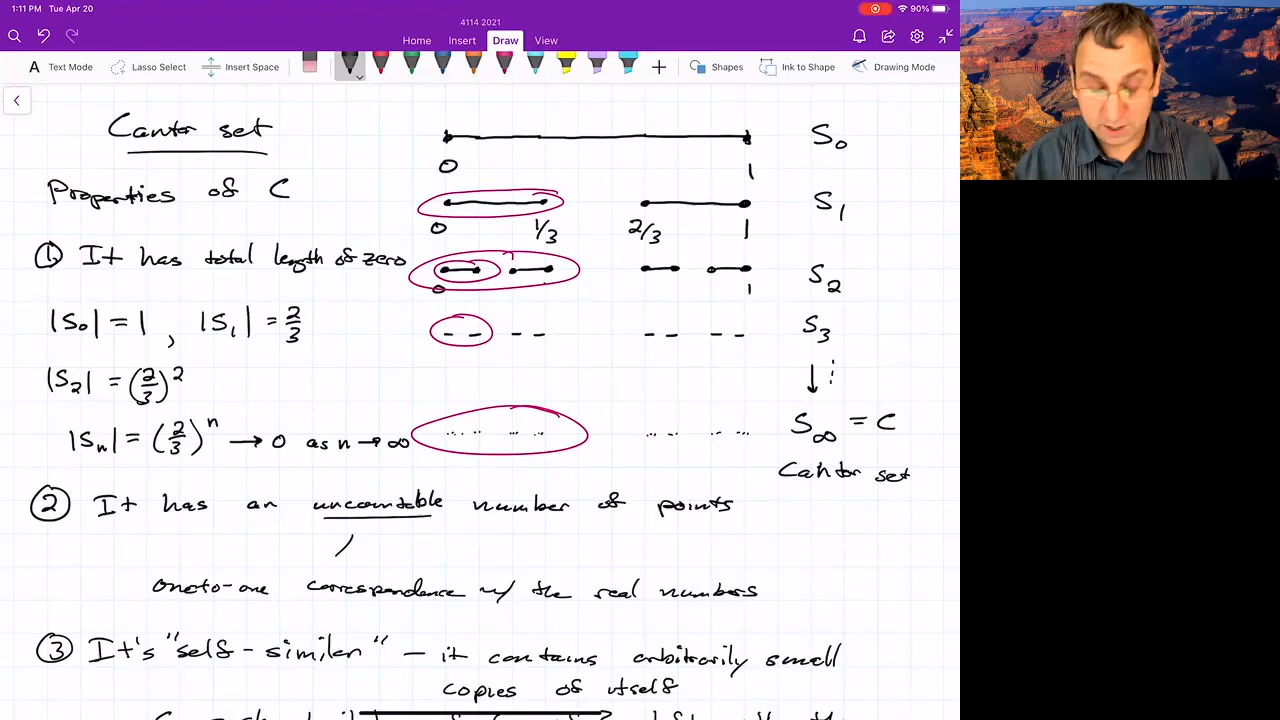 1:11 PM Tue Apr 20
90%
4114 2021
Home Insert Draw View
Text Mode Lasso Select Insert Space Shapes Ink to Shape Drawing Mode
Cantor set
S0
0 1
Properties of C
S1
0 1/3 2/3 1
① It has total length of zero
S2
0 1
|S0| = 1, |S1| = 2/3
S3
|S2| = (2/3)^2
S∞ = C
|Sn| = (2/3)^n → 0 as n → ∞
Cantor set
② It has an uncountable number of points
one to-one correspondence w/ the real numbers
③ It's "self-similar" – it contains arbitrarily small
copies of itself